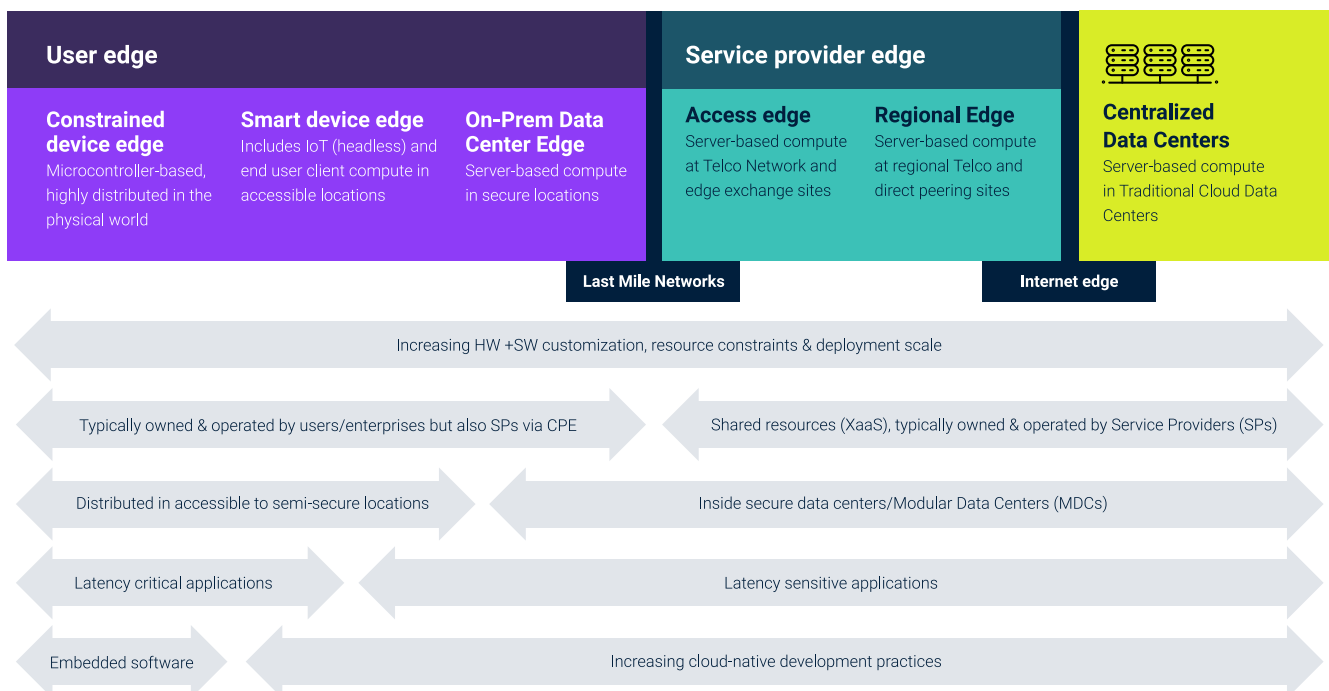 User edge
Constrained
device edge
Microcontroller-based,
highly distributed in the
physical world
Smart device edge
Includes IoT (headless) and
end user client compute in
accessible locations
On-Prem Data
Center Edge
Server-based compute
in secure locations
Service provider edge
Access edge
Server-based compute
at Telco Network and
edge exchange sites
Regional Edge
Server-based compute
at regional Telco and
direct peering sites
Centralized
Data Centers
Server-based compute
in Traditional Cloud Data
Centers
Last Mile Networks
Internet edge
Increasing HW +SW customization, resource constraints & deployment scale
Typically owned & operated by users/enterprises but also SPs via CPE
Shared resources (XaaS), typically owned & operated by Service Providers (SPs)
Distributed in accessible to semi-secure locations
Inside secure data centers/Modular Data Centers (MDCs)
Latency critical applications
Latency sensitive applications
Embedded software
Increasing cloud-native development practices